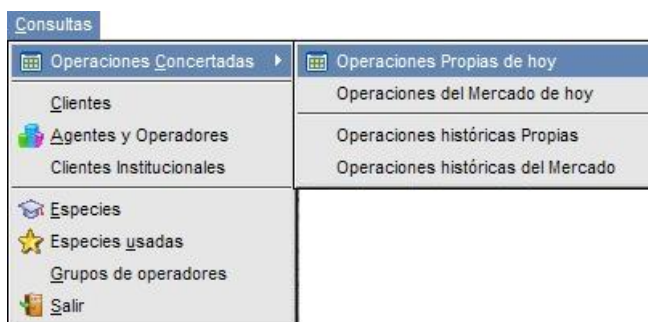 Consultas
Operaciones Concertadas
Operaciones Propias de hoy
Operaciones del Mercado de hoy
Operaciones históricas Propias
Operaciones históricas del Mercado
Clientes
Agentes y Operadores
Clientes Institucionales
Especies
Especies usadas
Grupos de operadores
Salir